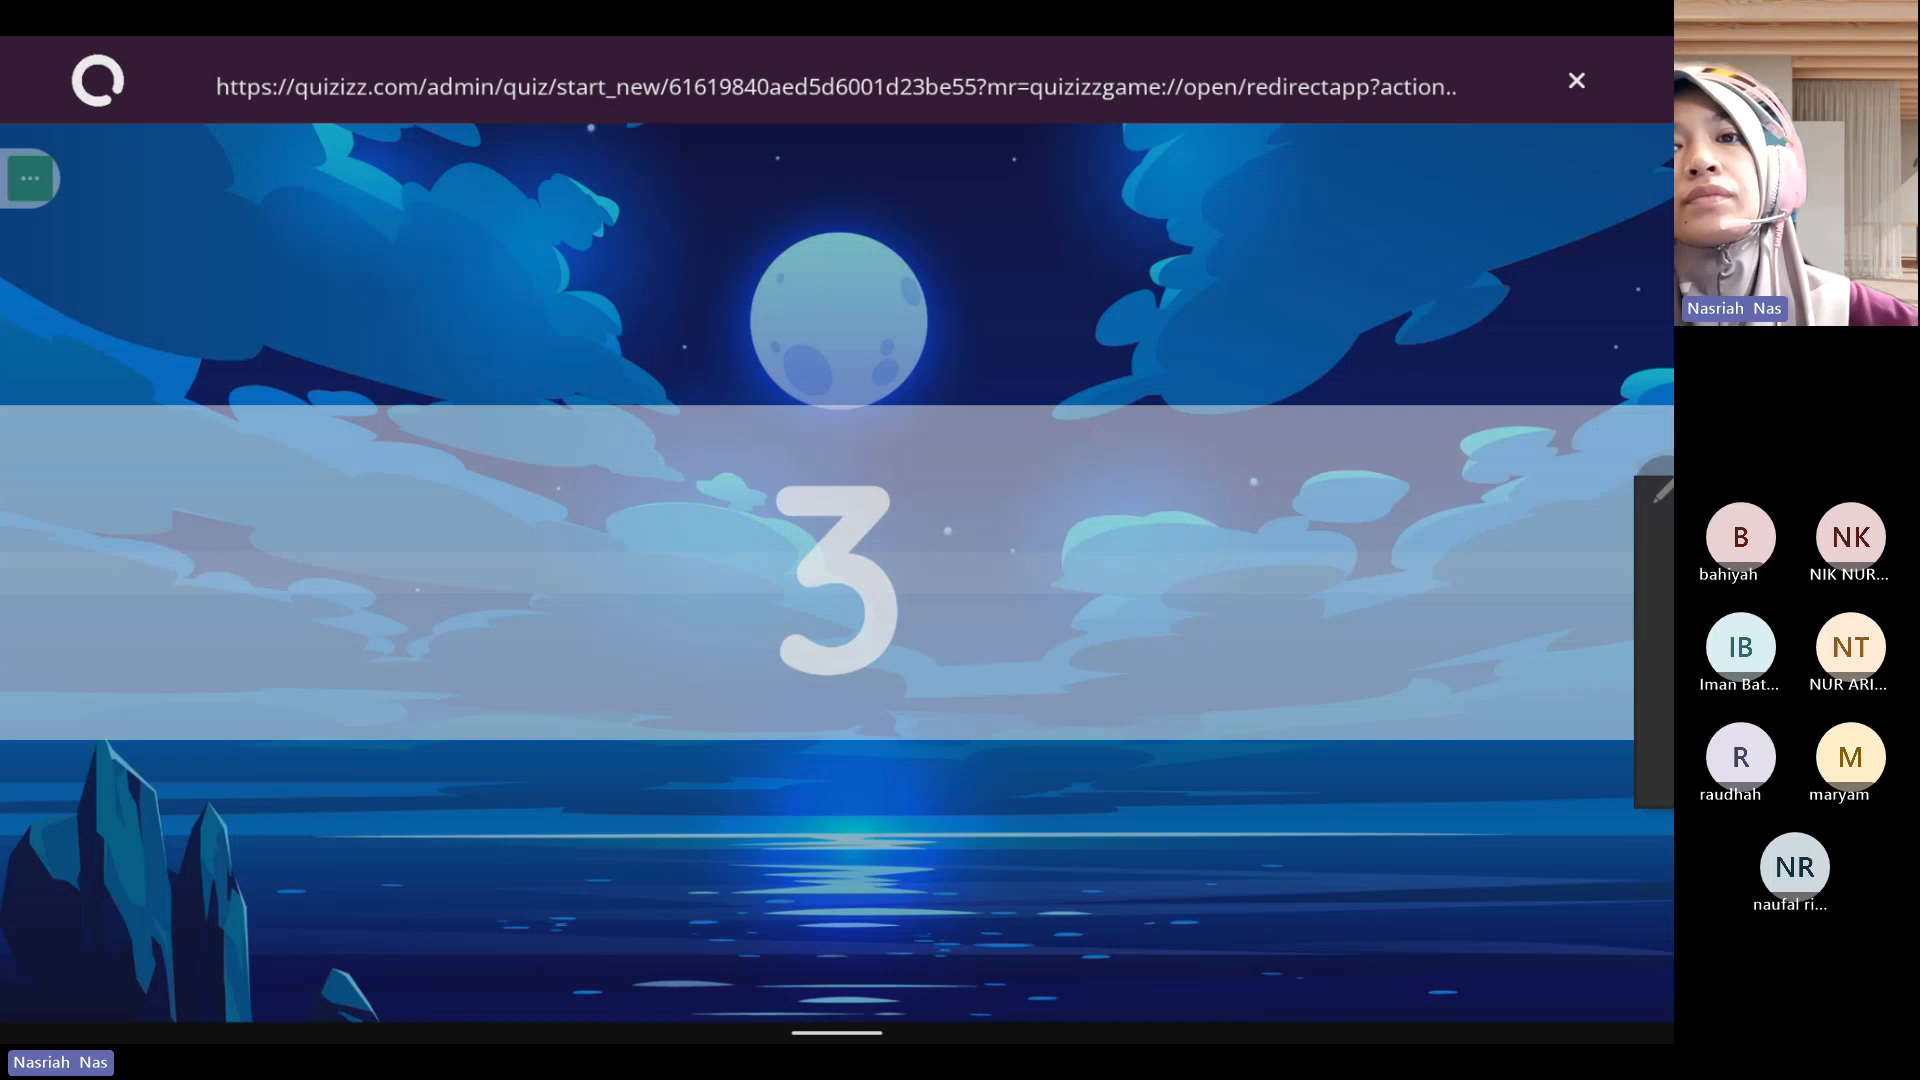 https://quizizz.com/admin/quiz/start_new/61619840aed5d6001d23be55?mr=quizizzgame://open/redirectapp?action..
3
Nasriah Nas
B
bahiyah
NK
NIK NUR...
IB
Iman Bat...
NT
NUR ARI...
R
raudhah
M
maryam
NR
naufal ri...
Nasriah Nas